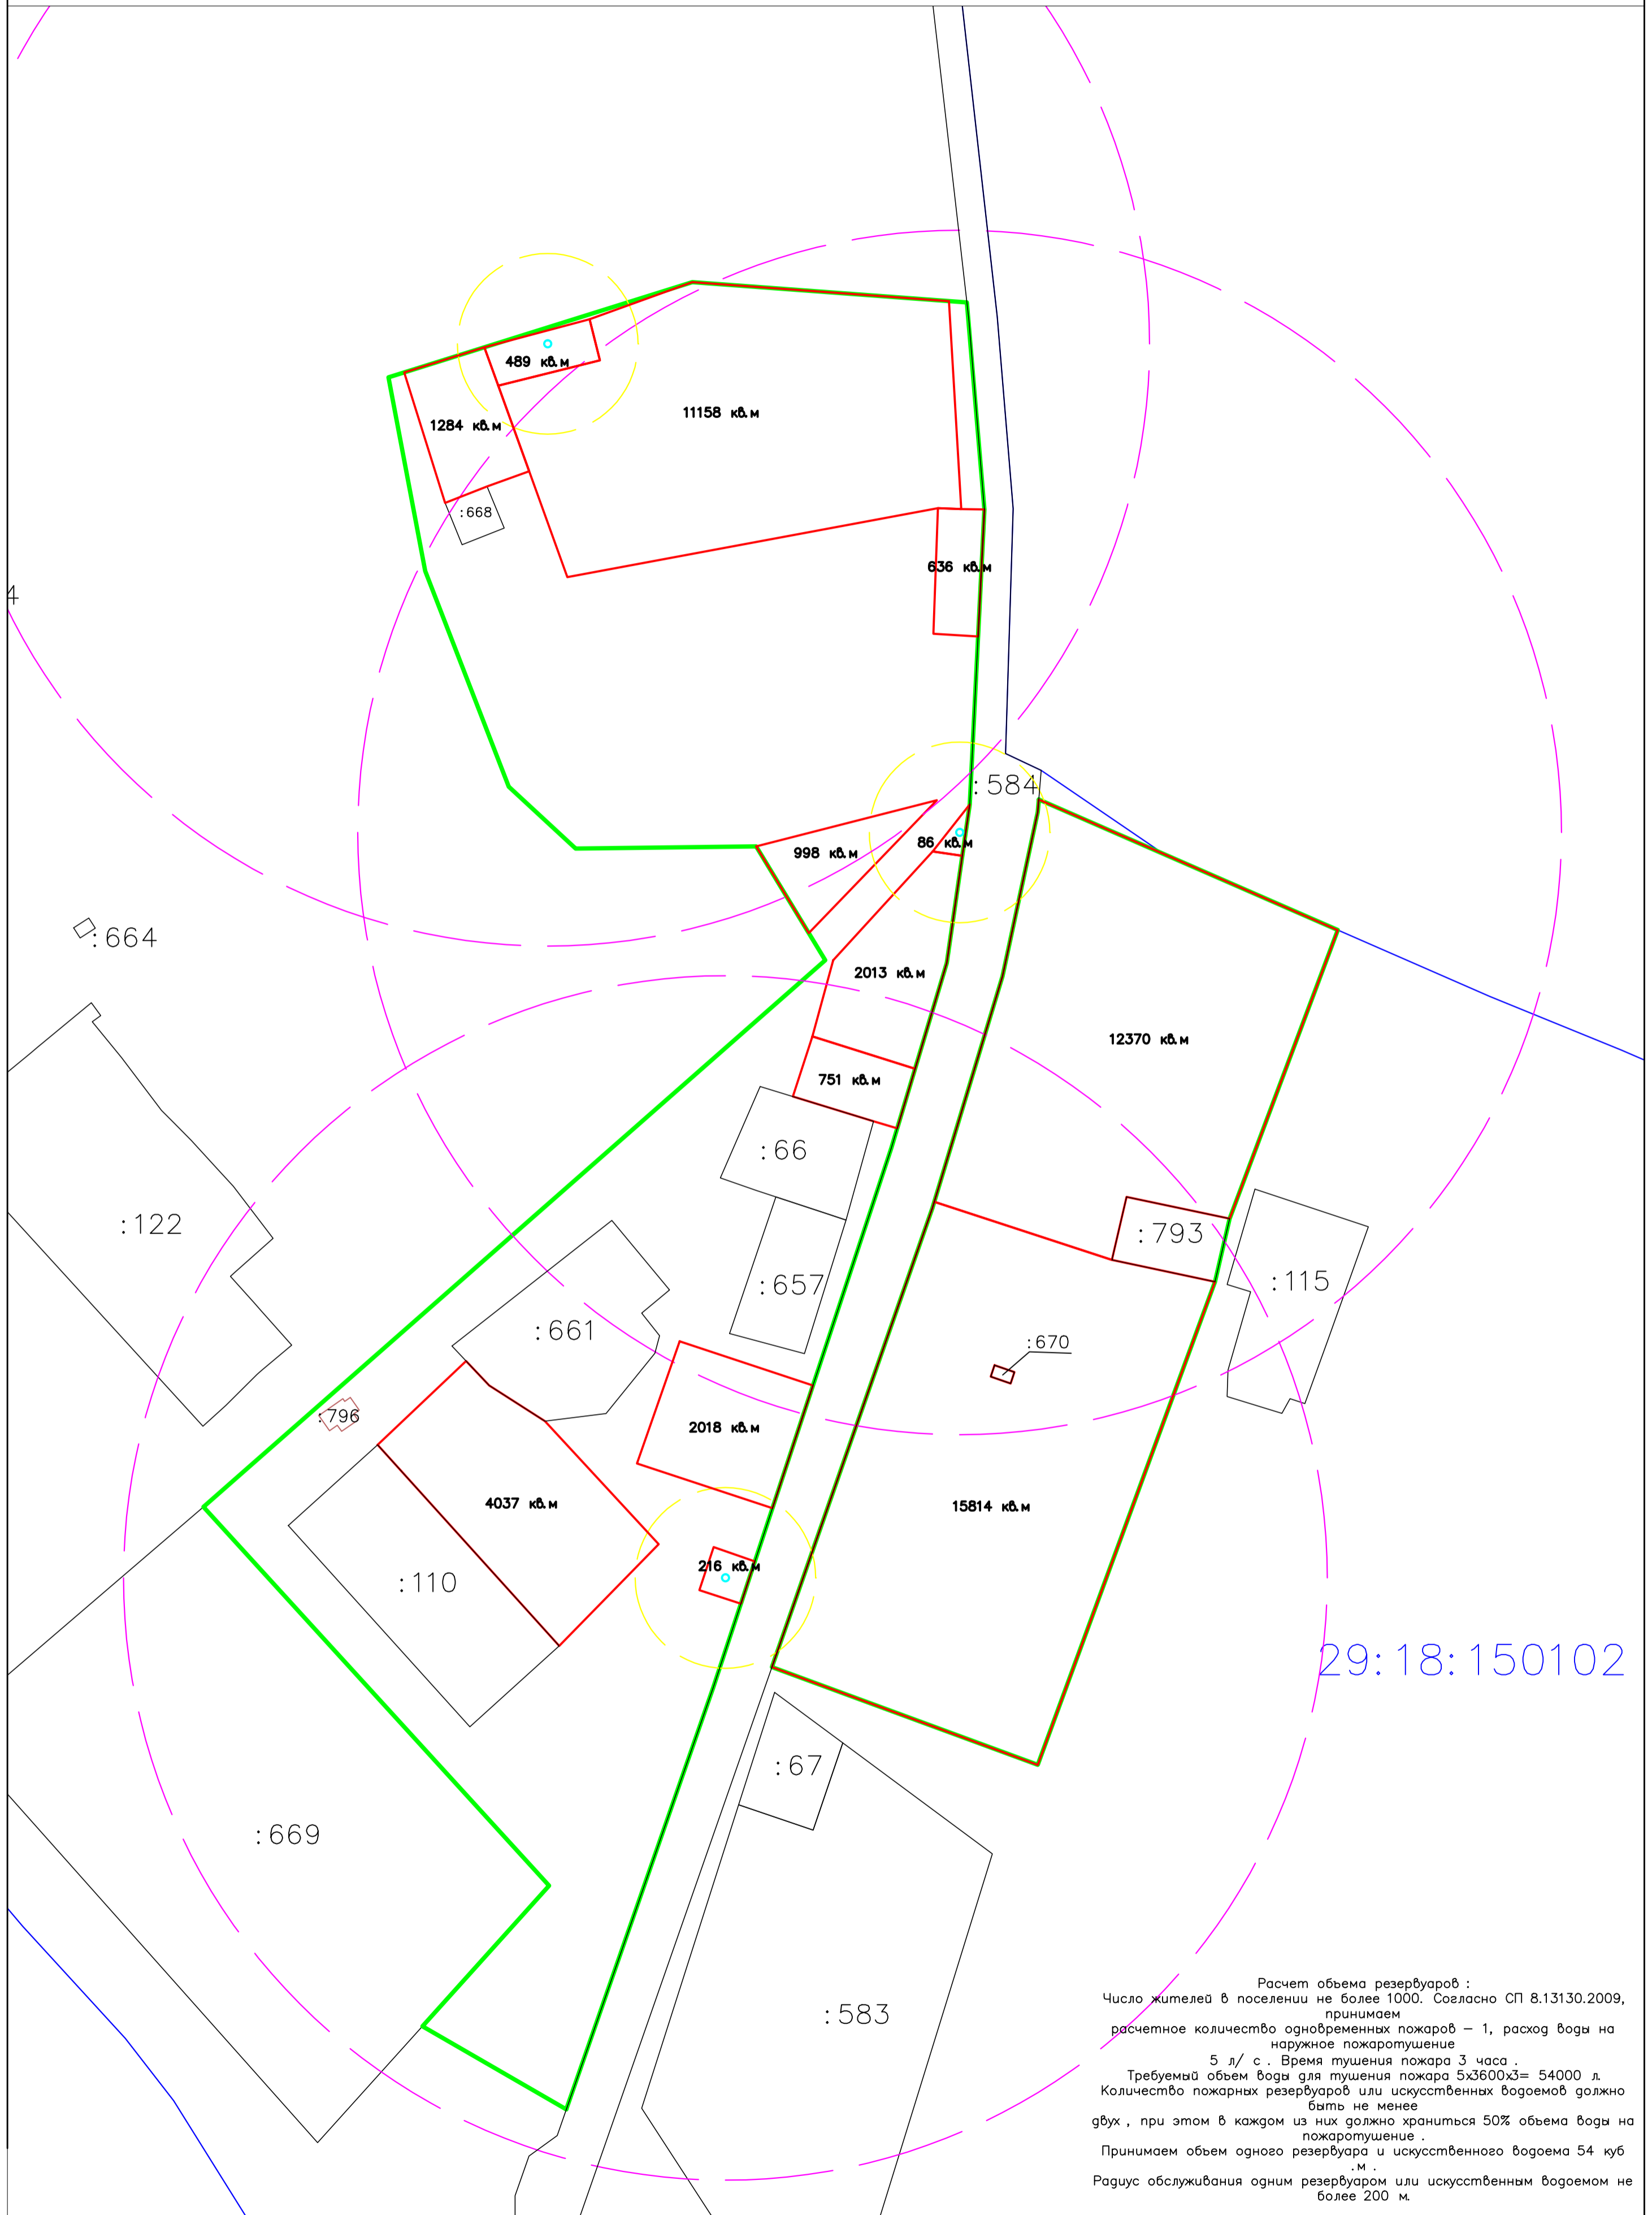 489 кв.м
11158 кв.м
1284 кв.м
:668
636 кв.м
4
:584
998 кв.м
86 кв.м
:664
2013 кв.м
12370 кв.м
751 кв.м
:66
:122
:793
:657
:115
:661
:670
:796
2018 кв.м
4037 кв.м
15814 кв.м
216 кв.м
:110
29:18:150102
:67
:669
:583
Расчет объема резервуаров :
Число жителей в поселении не более 1000. Согласно СП 8.13130.2009,
принимаем
расчетное количество одновременных пожаров – 1, расход воды на
наружное пожаротушение
5 л/ с . Время тушения пожара 3 часа .
Требуемый объем воды для тушения пожара 5х3600х3= 54000 л.
Количество пожарных резервуаров или искусственных водоемов должно
быть не менее
двух , при этом в каждом из них должно храниться 50% объема воды на
пожаротушение .
Принимаем объем одного резервуара и искусственного водоема 54 куб
.м .
Радиус обслуживания одним резервуаром или искусственным водоемом не
более 200 м.